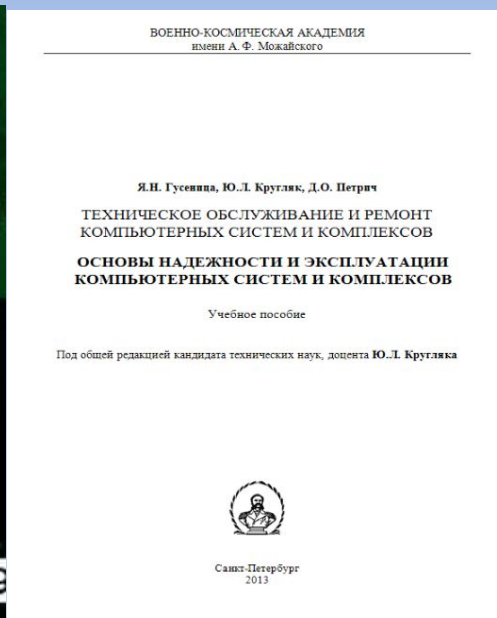 ВОЕННО-КОСМИЧЕСКАЯ АКАДЕМИЯ
имени А. Ф. Можайского
Я.Н. Гусеница, Ю.Л. Кругляк, Д.О. Петрич
ТЕХНИЧЕСКОЕ ОБСЛУЖИВАНИЕ И РЕМОНТ
КОМПЬЮТЕРНЫХ СИСТЕМ И КОМПЛЕКСОВ
ОСНОВЫ НАДЕЖНОСТИ И ЭКСПЛУАТАЦИИ
КОМПЬЮТЕРНЫХ СИСТЕМ И КОМПЛЕКСОВ
Учебное пособие
Под общей редакцией кандидата технических наук, доцента Ю.Л. Кругляка
Санкт-Петербург
2013